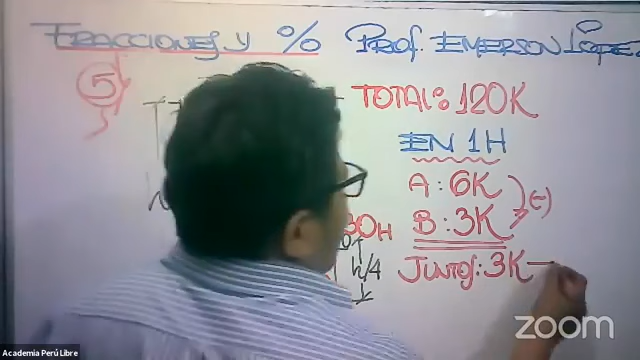 FRACCIONES Y % PROF. EMERSON LÓPEZ
5
TOTAL: 120K
EN 1H
A: 6K
B: 3K
(-)
30H
h/4
JUNTOS: 3K
zoom
Academia Perú Libre